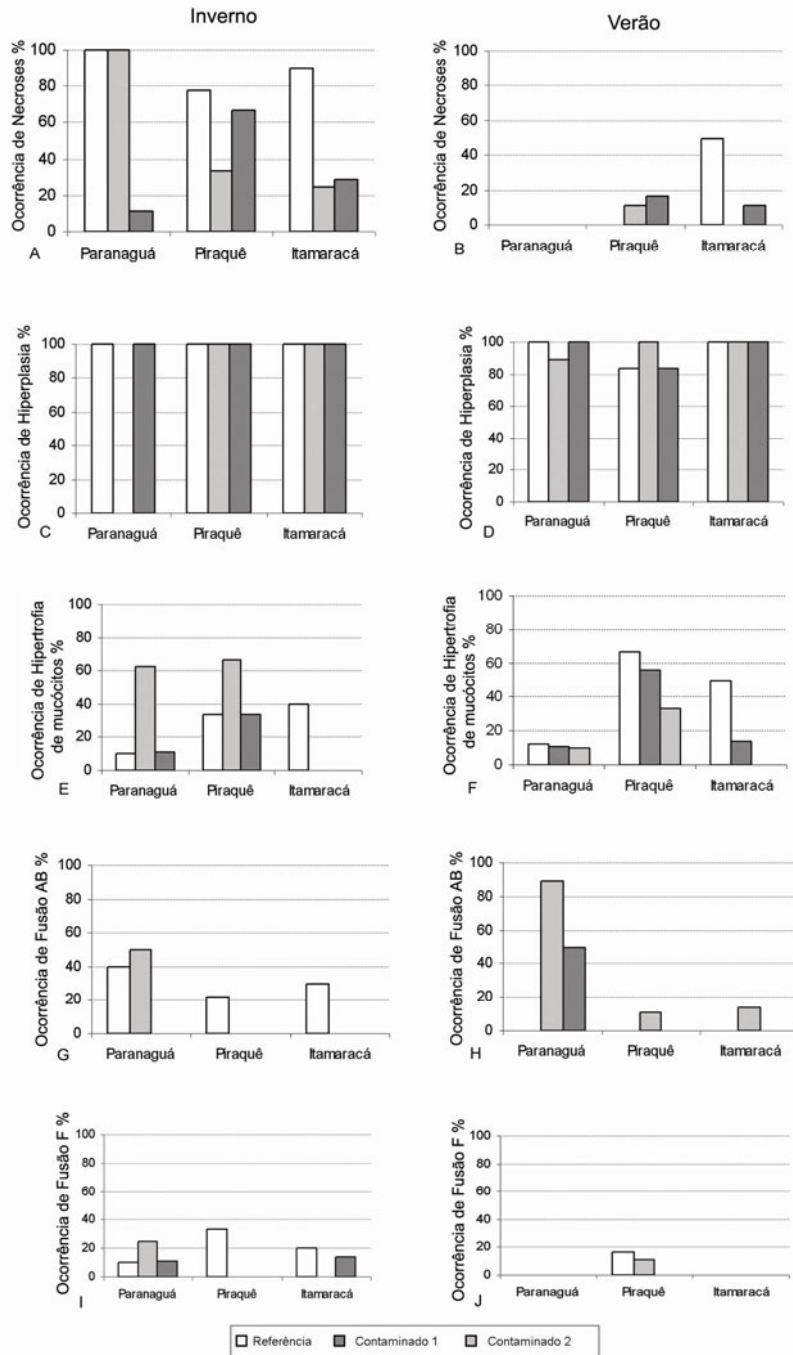 Inverno
Verão
Ocorrência de Necroses %
100
80
60
40
20
0
A
Paranaguá Piraquê Itamaracá
Ocorrência de Necroses %
100
80
60
40
20
0
B
Paranaguá Piraquê Itamaracá
Ocorrência de Hiperplasia %
100
80
60
40
20
0
C
Paranaguá Piraquê Itamaracá
Ocorrência de Hiperplasia %
100
80
60
40
20
0
D
Paranaguá Piraquê Itamaracá
Ocorrência de Hipertrofia
de mucócitos %
100
80
60
40
20
0
E
Paranaguá Piraquê Itamaracá
Ocorrência de Hipertrofia
de mucócitos %
100
80
60
40
20
0
F
Paranaguá Piraquê Itamaracá
Ocorrência de Fusão AB %
100
80
60
40
20
0
G
Paranaguá Piraquê Itamaracá
Ocorrência de Fusão AB %
100
80
60
40
20
0
H
Paranaguá Piraquê Itamaracá
Ocorrência de Fusão F %
100
80
60
40
20
0
I
Paranaguá Piraquê Itamaracá
Ocorrência de Fusão F %
100
80
60
40
20
0
J
Paranaguá Piraquê Itamaracá
Referência Contaminado 1 Contaminado 2